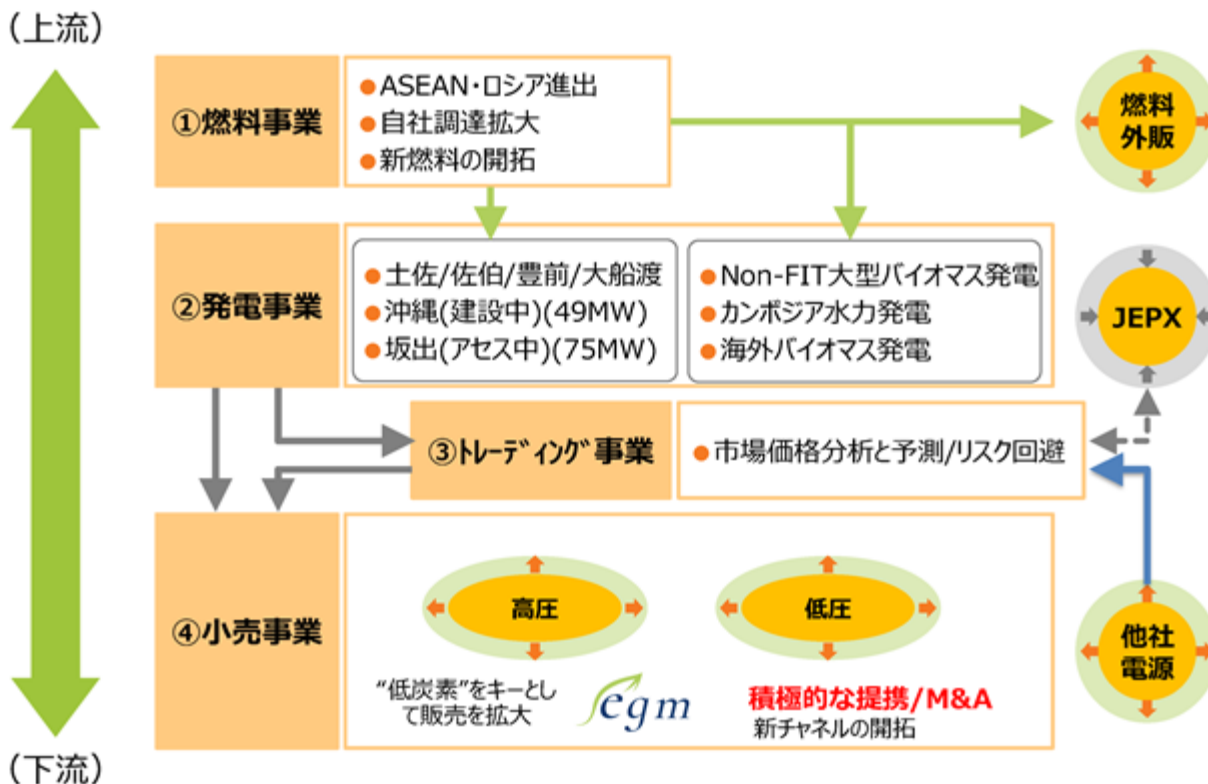 (上流)
①燃料事業
●ASEAN・ロシア進出
●自社調達拡大
●新燃料の開拓
燃料
外販
②発電事業
●土佐/佐伯/豊前/大船渡
●沖縄(建設中)(49MW)
●坂出(アセス中)(75MW)
●Non-FIT大型バイオマス発電
●カンボジア水力発電
●海外バイオマス発電
JEPX
③ﾄﾚｰﾃﾞｨﾝｸﾞ事業
●市場価格分析と予測/リスク回避
④小売事業
高圧
低圧
他社
電源
“低炭素”をキーとし
て販売を拡大
egm
積極的な提携/M&A
新チャネルの開拓
(下流)